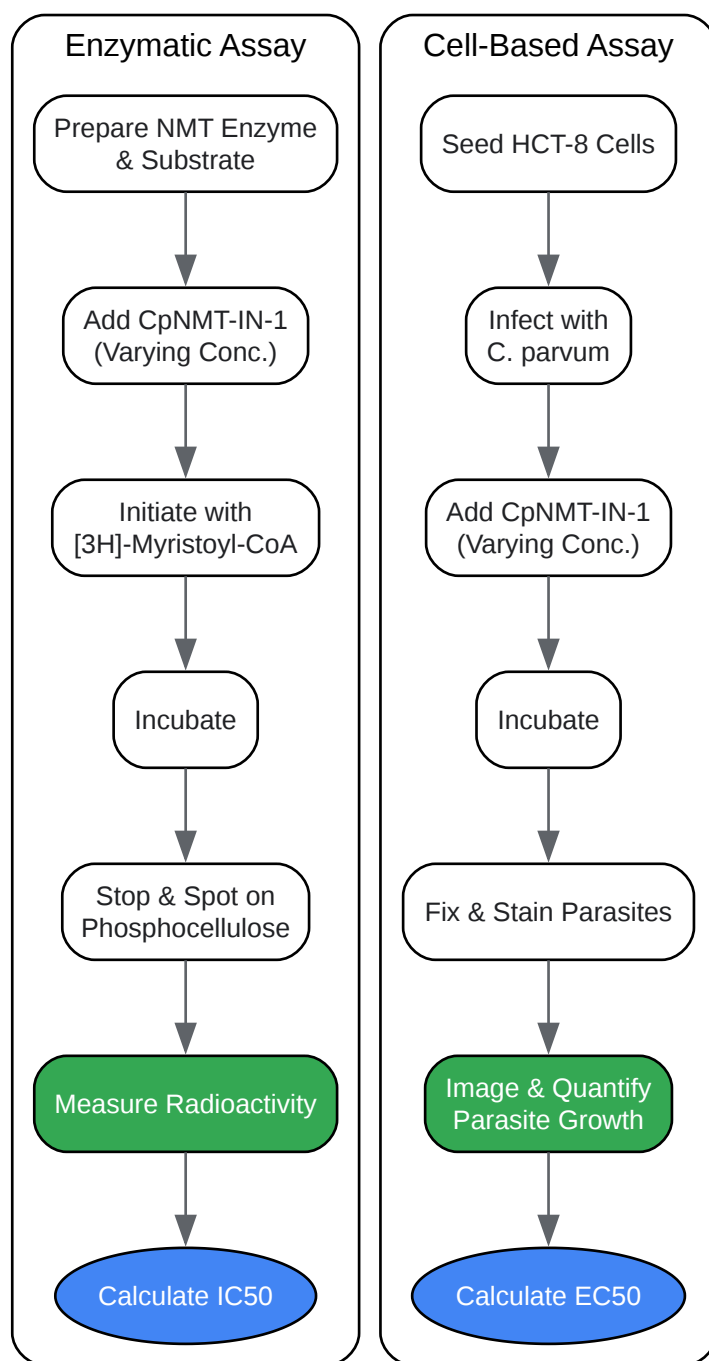 Enzymatic Assay
Prepare NMT Enzyme
& Substrate
Add CpNMT-IN-1
(Varying Conc.)
Initiate with
[3H]-Myristoyl-CoA
Incubate
Stop & Spot on
Phosphocellulose
Measure Radioactivity
Calculate IC50
Cell-Based Assay
Seed HCT-8 Cells
Infect with
C. parvum
Add CpNMT-IN-1
(Varying Conc.)
Incubate
Fix & Stain Parasites
Image & Quantify
Parasite Growth
Calculate EC50